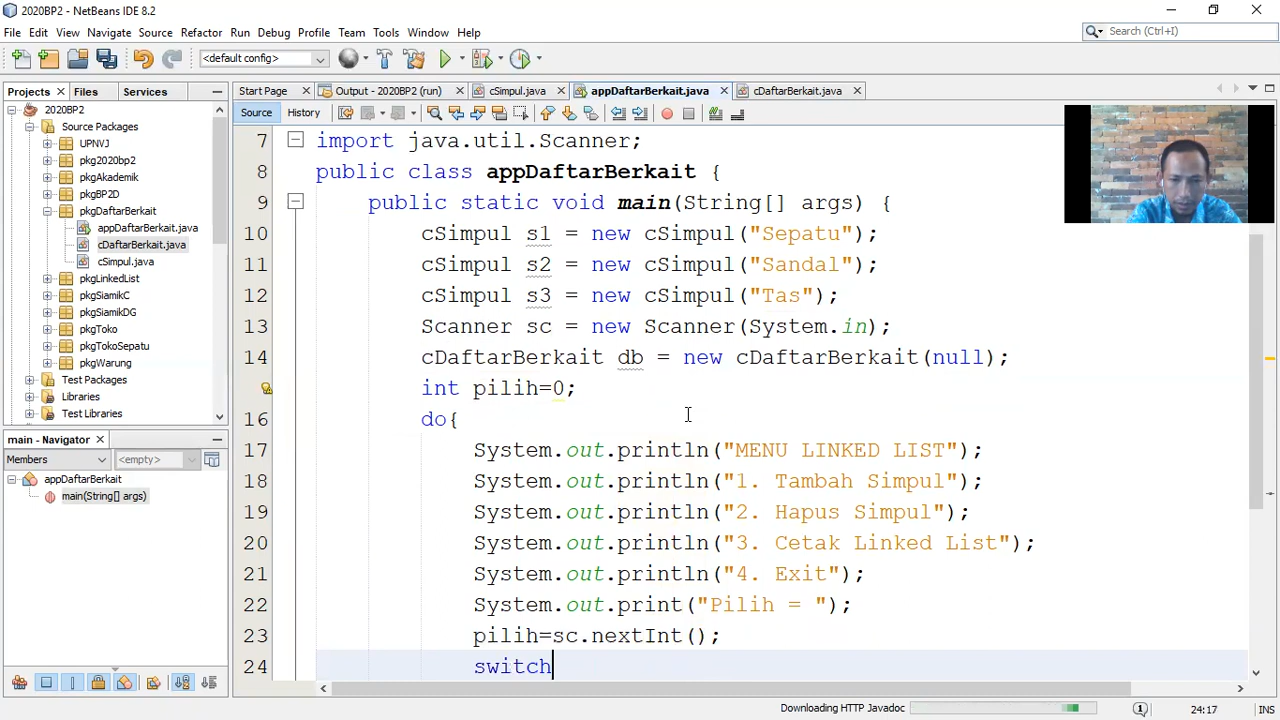 2020BP2 - NetBeans IDE 8.2
File Edit View Navigate Source Refactor Run Debug Profile Team Tools Window Help
Search (Ctrl+I)
<default config>
Projects Files Services
Start Page Output - 2020BP2 (run) cSimpul.java appDaftarBerkait.java cDaftarBerkait.java
Source History
2020BP2
Source Packages
UPNVJ
pkg2020bp2
pkgAkademik
pkgBP2D
pkgDaftarBerkait
appDaftarBerkait.java
cDaftarBerkait.java
cSimpul.java
pkgLinkedList
pkgSiamikC
pkgSiamikDG
pkgToko
pkgTokoSepatu
pkgWarung
Test Packages
Libraries
Test Libraries
main - Navigator
Members <empty>
appDaftarBerkait
main(String[] args)
7 import java.util.Scanner;
8 public class appDaftarBerkait {
9 public static void main(String[] args) {
10 cSimpul s1 = new cSimpul("Sepatu");
11 cSimpul s2 = new cSimpul("Sandal");
12 cSimpul s3 = new cSimpul("Tas");
13 Scanner sc = new Scanner(System.in);
14 cDaftarBerkait db = new cDaftarBerkait(null);
int pilih=0;
16 do{
17 System.out.println("MENU LINKED LIST");
18 System.out.println("1. Tambah Simpul");
19 System.out.println("2. Hapus Simpul");
20 System.out.println("3. Cetak Linked List");
21 System.out.println("4. Exit");
22 System.out.print("Pilih = ");
23 pilih=sc.nextInt();
24 switch
Downloading HTTP Javadoc
24:17 INS